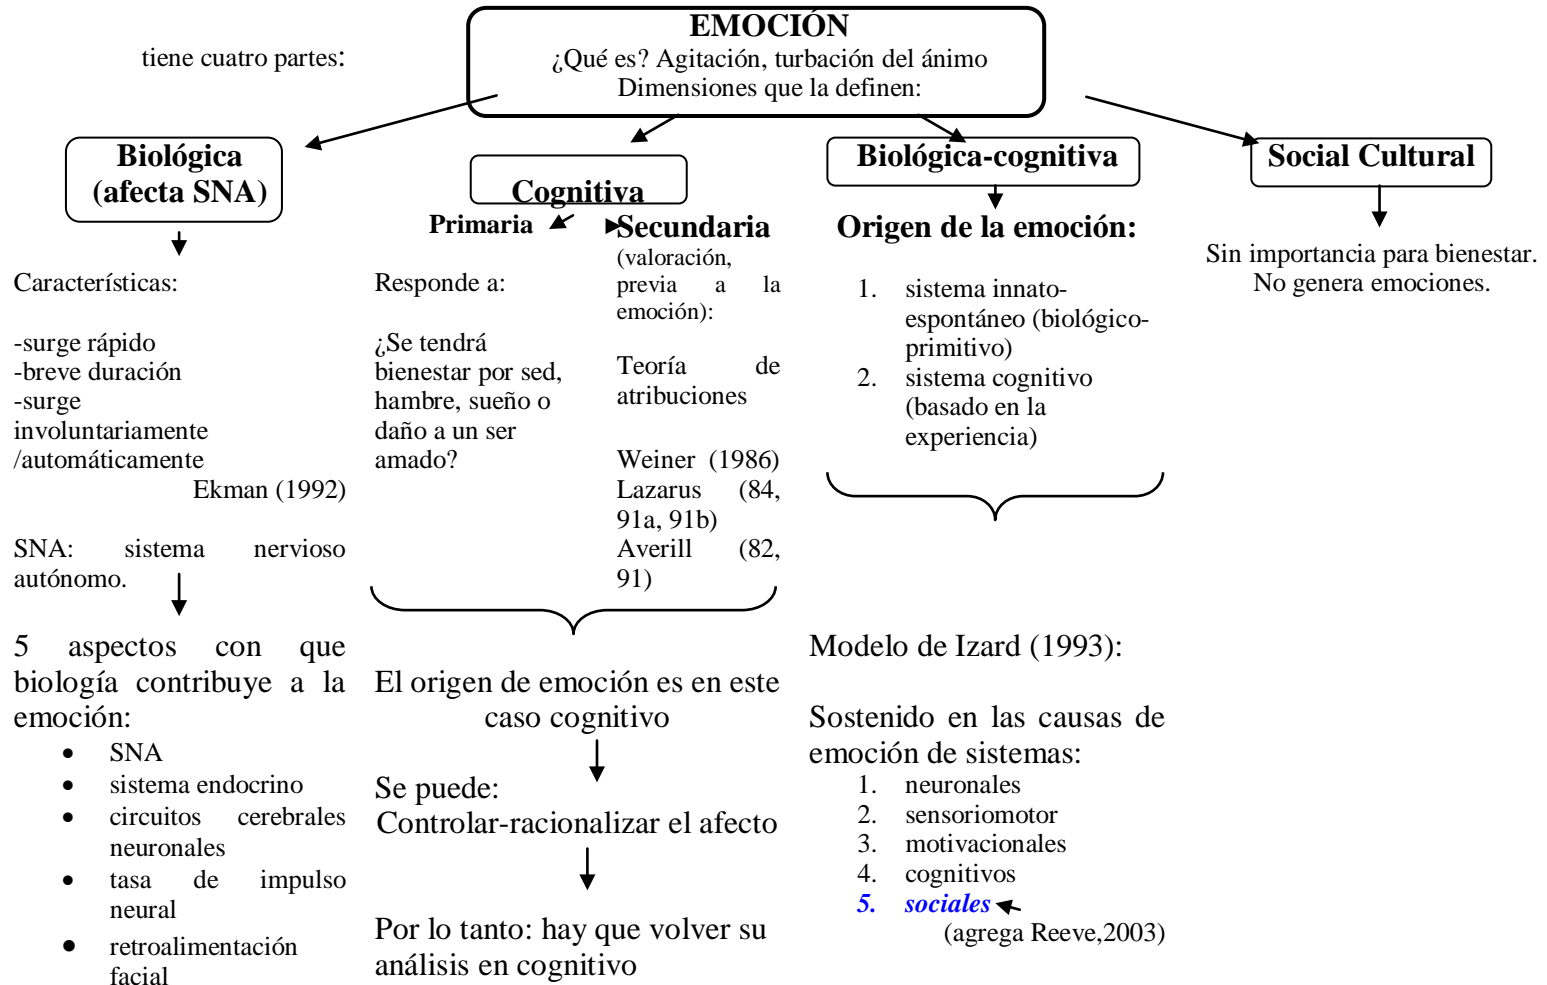 EMOCIÓN
tiene cuatro partes:
¿Qué es? Agitación, turbación del ánimo
Dimensiones que la definen:
Biológica
(afecta SNA)
Características:
-surge rápido
-breve duración
-surge
involuntariamente
/automáticamente
Ekman (1992)
SNA: sistema nervioso
autónomo.
5 aspectos con que
biología contribuye a la
emoción:
• SNA
• sistema endocrino
• circuitos cerebrales
neuronales
• tasa de impulso
neural
• retroalimentación
facial
Cognitiva
Primaria
Responde a:
¿Se tendrá
bienestar por sed,
hambre, sueño o
daño a un ser
amado?
Secundaria
(valoración,
previa a la
emoción):
Teoría de
atribuciones
Weiner (1986)
Lazarus (84,
91a, 91b)
Averill (82,
91)
El origen de emoción es en este
caso cognitivo
Se puede:
Controlar-racionalizar el afecto
Por lo tanto: hay que volver su
análisis en cognitivo
Biológica-cognitiva
Origen de la emoción:
1. sistema innato-
espontáneo (biológico-
primitivo)
2. sistema cognitivo
(basado en la
experiencia)
Modelo de Izard (1993):
Sostenido en las causas de
emoción de sistemas:
1. neuronales
2. sensoriomotor
3. motivacionales
4. cognitivos
5. sociales
(agrega Reeve,2003)
Social Cultural
Sin importancia para bienestar.
No genera emociones.